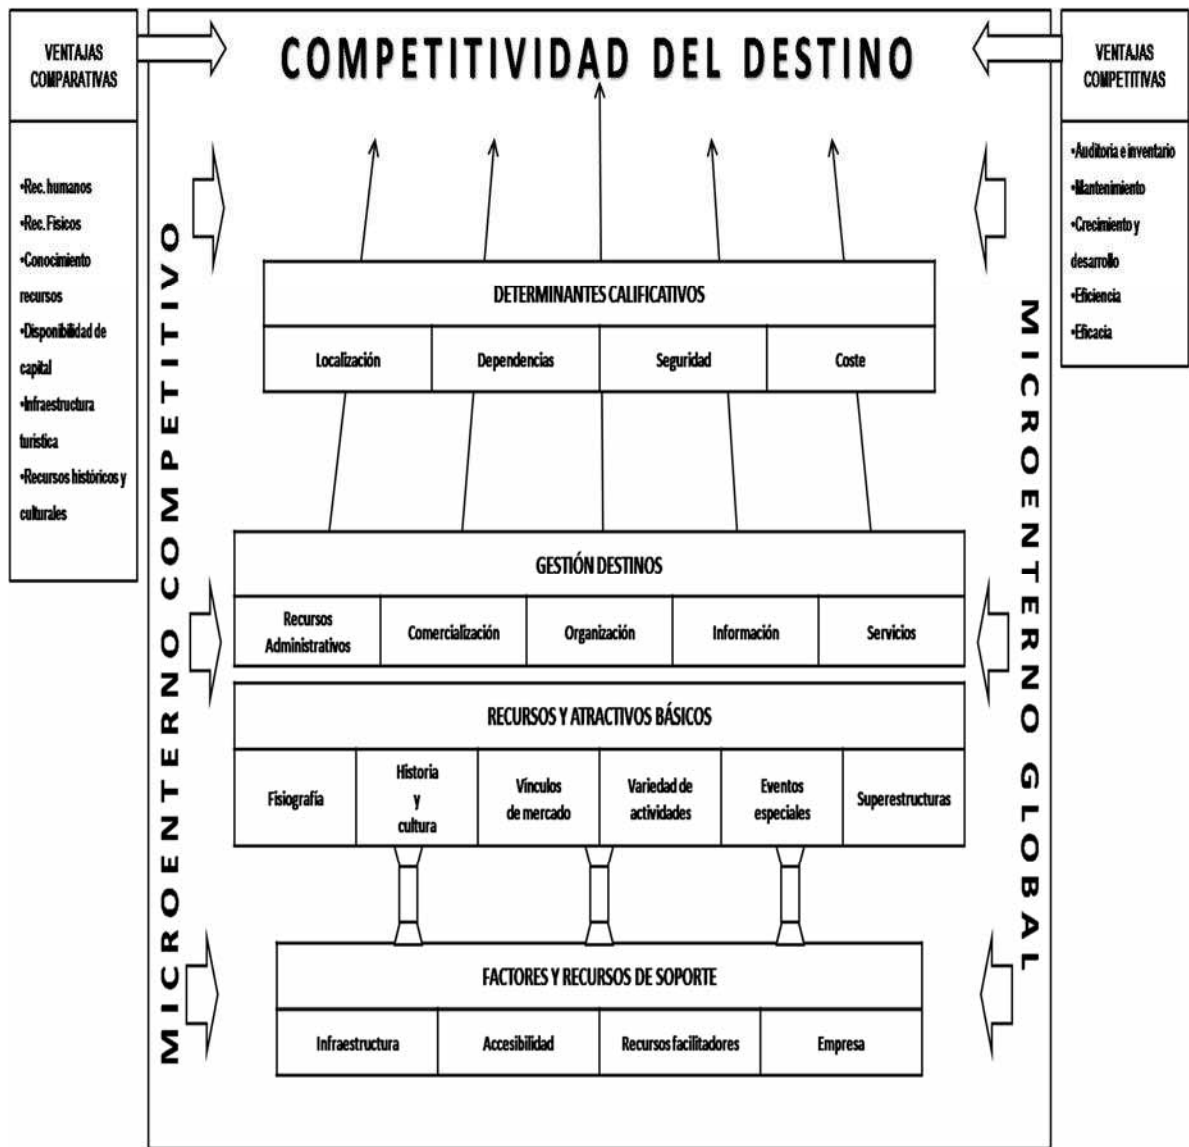 VENTAJAS
COMPARATIVAS
•Rec. humanos
•Rec. Físicos
•Conocimiento
recursos
•Disponibilidad de
capital
•Infraestructura
turística
•Recursos históricos y
culturales
COMPETITIVIDAD DEL DESTINO
VENTAJAS
COMPETITIVAS
•Auditoria e inventario
•Mantenimiento
•Crecimiento y
desarrollo
•Eficiencia
•Eficacia
MICROENTERNO COMPETITIVO
MICROENTERNO GLOBAL
DETERMINANTES CALIFICATIVOS
Localización Dependencias Seguridad Coste
GESTIÓN DESTINOS
Recursos
Administrativos
Comercialización
Organización
Información
Servicios
RECURSOS Y ATRACTIVOS BÁSICOS
Fisiografía
Historia
y
cultura
Vínculos
de mercado
Variedad de
actividades
Eventos
especiales
Superestructuras
FACTORES Y RECURSOS DE SOPORTE
Infraestructura Accesibilidad Recursos facilitadores Empresa